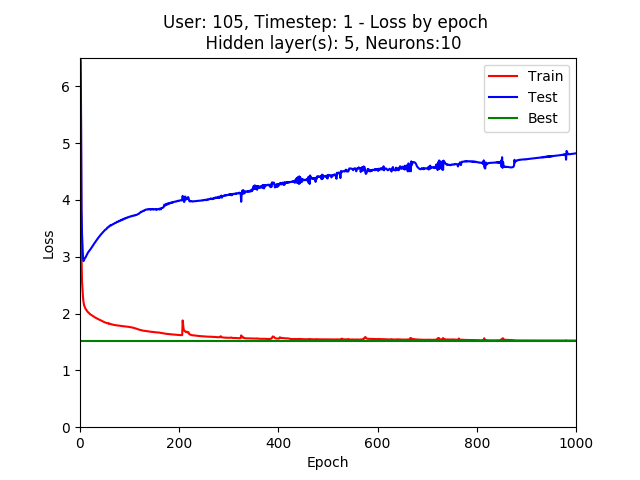 User: 105, Timestep: 1 - Loss by epoch
Hidden layer(s): 5, Neurons:10
Train
Test
Best
Loss
6
5
4
3
2
1
0
0 200 400 600 800 1000
Epoch